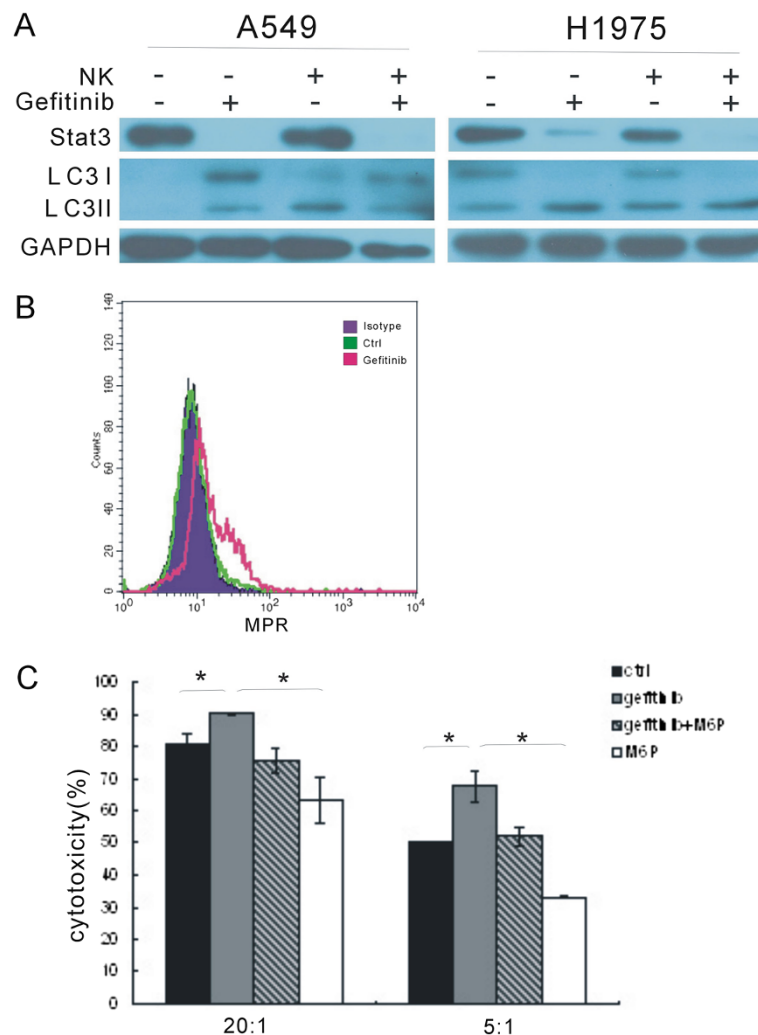 A
A549 H1975
NK - - + + - - + +
Gefitinib - + - + - + - +
Stat3
LC3I
LC3II
GAPDH
B
140
120
100
80
60
40
20
0
Counts
Isotype
Ctrl
Gefitinib
10⁰ 10¹ 10² 10³ 10⁴
MPR
C
ctrl
gefitinib
gefitinib+M6P
M6P
* * * *
100
90
80
70
60
50
40
30
20
10
0
cytotoxicity(%)
20:1 5:1